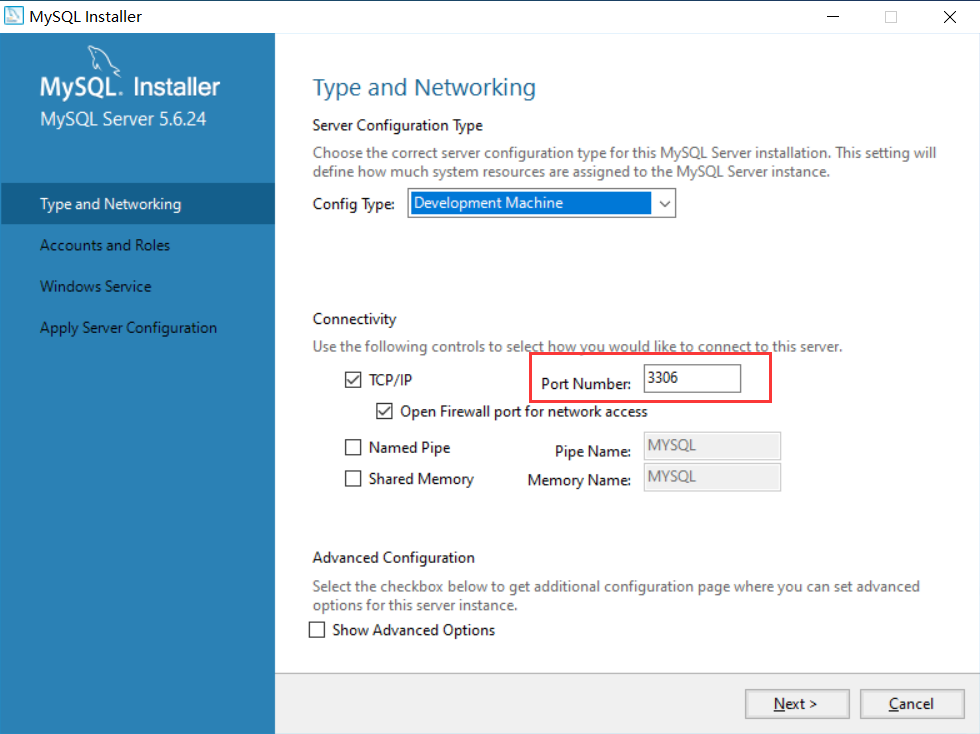 MySQL Installer
MySQL. Installer
MySQL Server 5.6.24
Type and Networking
Accounts and Roles
Windows Service
Apply Server Configuration
Type and Networking
Server Configuration Type
Choose the correct server configuration type for this MySQL Server installation. This setting will
define how much system resources are assigned to the MySQL Server instance.
Config Type: Development Machine
Connectivity
Use the following controls to select how you would like to connect to this server.
TCP/IP Port Number: 3306
Open Firewall port for network access
Named Pipe Pipe Name: MYSQL
Shared Memory Memory Name: MYSQL
Advanced Configuration
Select the checkbox below to get additional configuration page where you can set advanced
options for this server instance.
Show Advanced Options
Next > Cancel